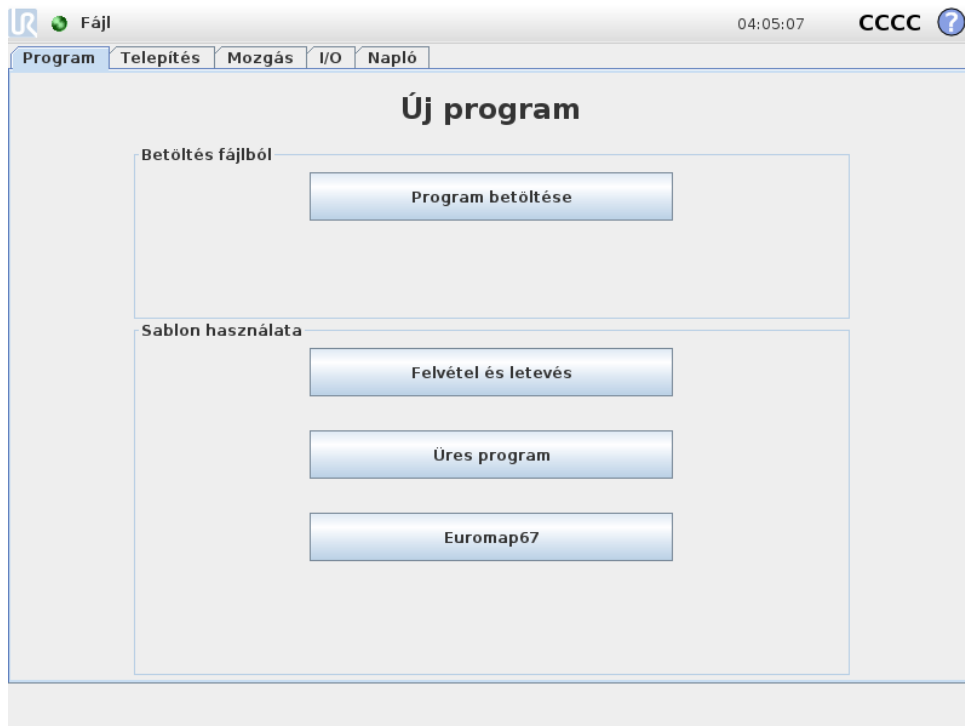 UR Fájl 04:05:07 CCCC ?
Program Telepítés Mozgás I/O Napló
Új program
Betöltés fájlból
Program betöltése
Sablon használata
Felvétel és letevés
Üres program
Euromap67